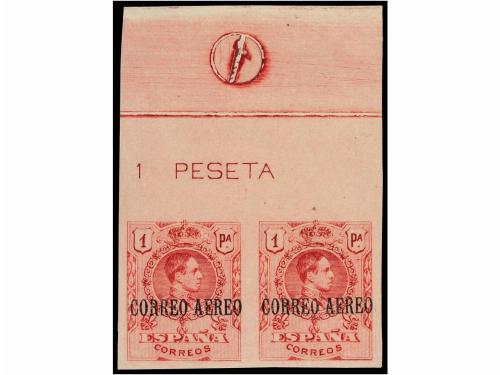 1 PESETA
1 PA 1 PA
CORREO AEREO CORREO AEREO
ESPAÑA ESPAÑA
CORREOS CORREOS